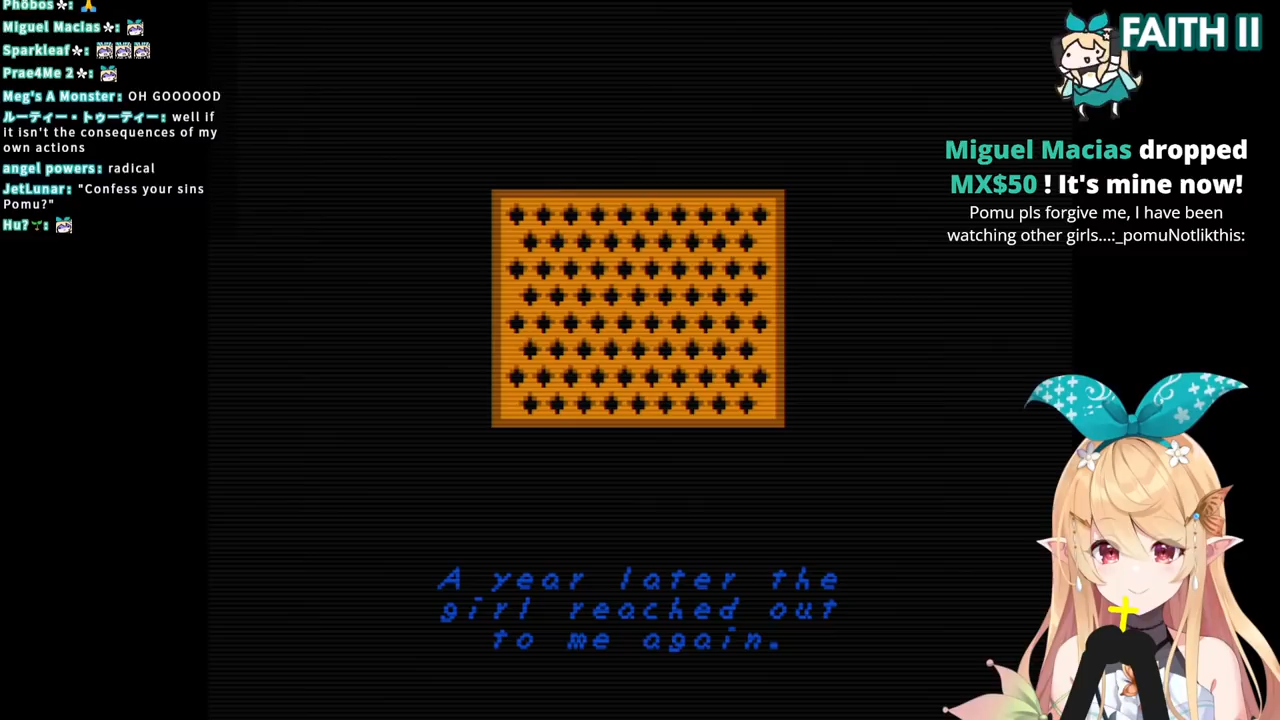 Phöbos:
Miguel Macias:
Sparkleaf:
Prae4Me 2:
Meg's A Monster: OH GOOOOOD
ルーティー・トゥーティー: well if
it isn't the consequences of my
own actions
angel powers: radical
JetLunar: "Confess your sins
Pomu?"
Hu?:
FAITH II
Miguel Macias dropped
MX$50 ! It's mine now!
Pomu pls forgive me, I have been
watching other girls...:_pomuNotlikthis:
A year later the
girl reached out
to me again.